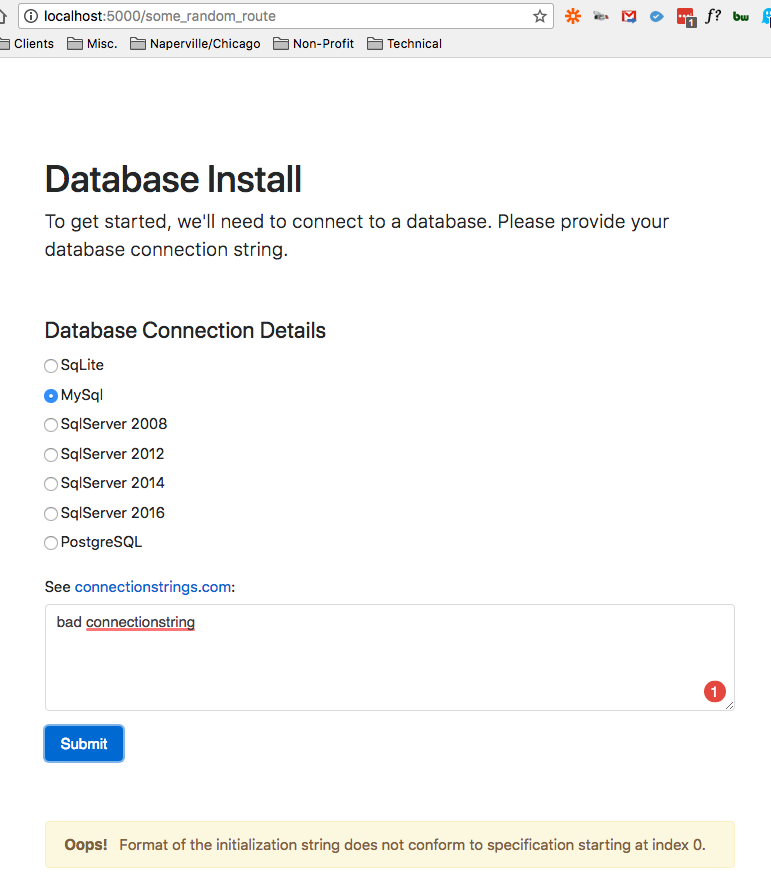 localhost:5000/some_random_route
1
f?
bw
Clients Misc. Naperville/Chicago Non-Profit Technical
Database Install
To get started, we'll need to connect to a database. Please provide your
database connection string.
Database Connection Details
SqLite
MySql
SqlServer 2008
SqlServer 2012
SqlServer 2014
SqlServer 2016
PostgreSQL
See connectionstrings.com:
bad connectionstring
1
Submit
Oops! Format of the initialization string does not conform to specification starting at index 0.